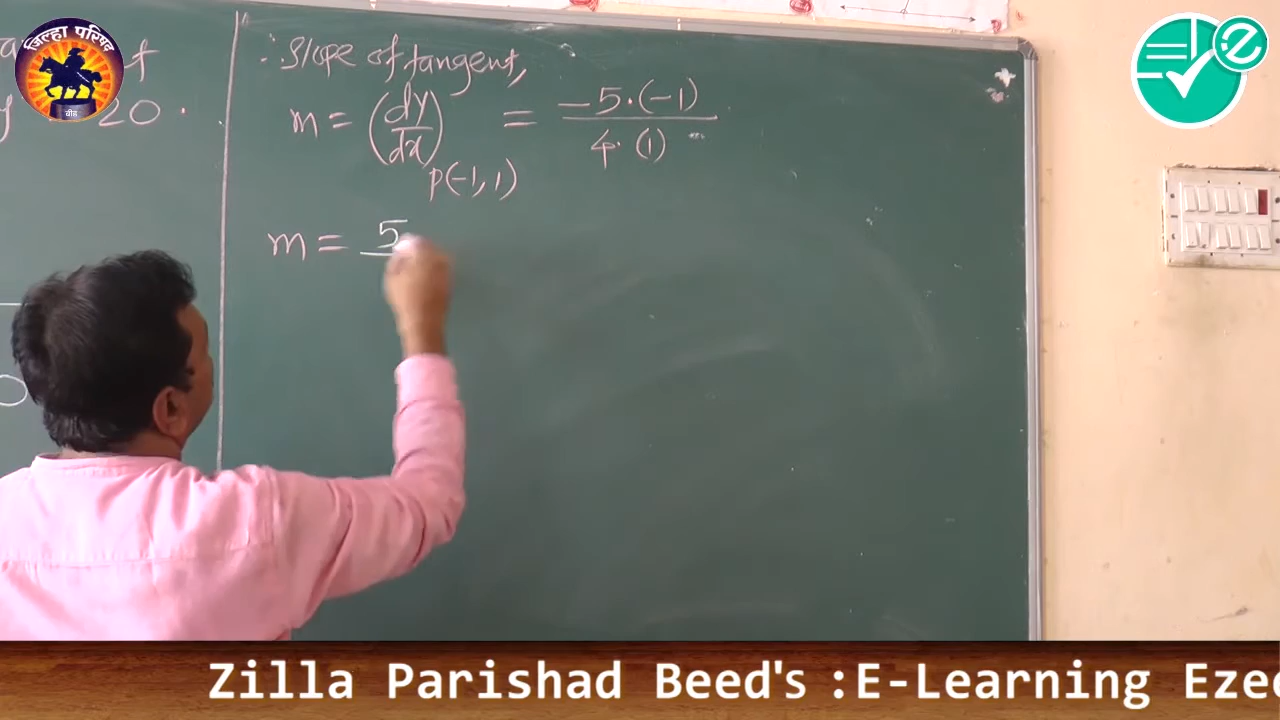 जिल्हा परिषद
बीड
20.
∴ Slope of tangent,
m = (dy/dx) P(-1, 1) = -5·(-1) / 4·(1)
m = 5
Zilla Parishad Beed's :E-Learning Eze